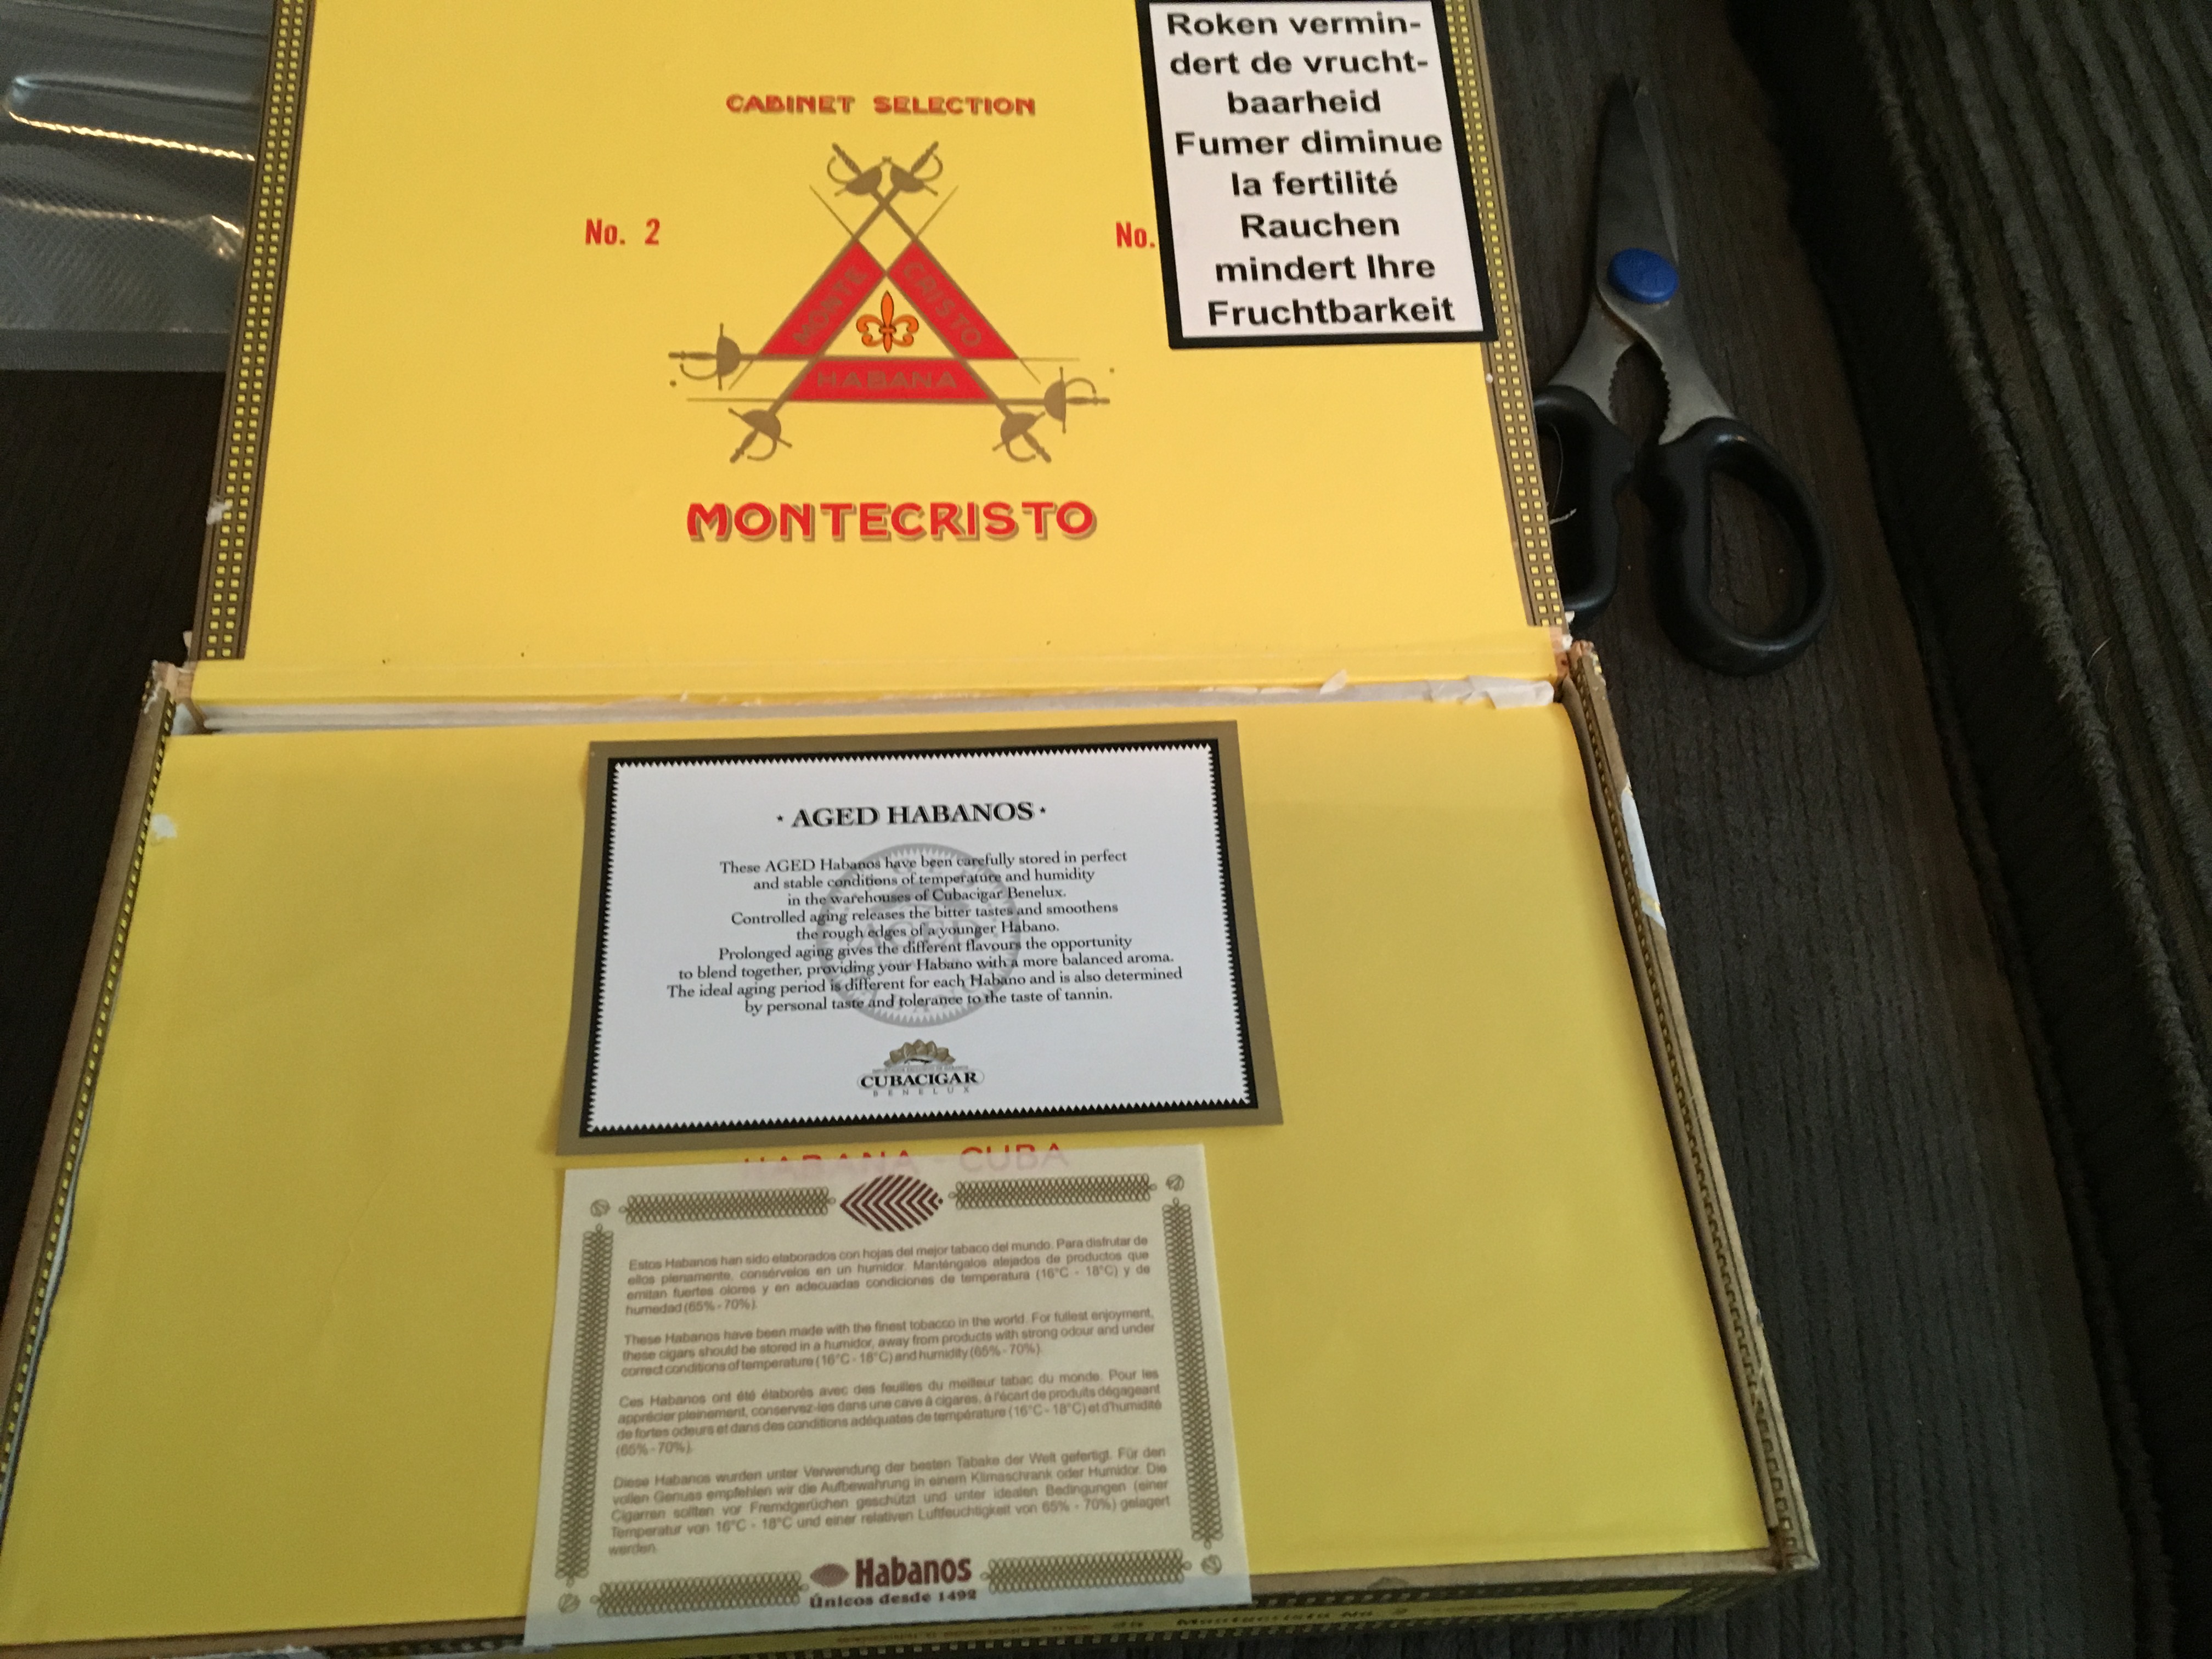 Roken vermin-
dert de vrucht-
baarheid
Fumer diminue
la fertilité
Rauchen
mindert Ihre
Fruchtbarkeit
CABINET SELECTION
No. 2
No.
MONTE
CRISTO
HABANA
MONTECRISTO
· AGED HABANOS ·
These AGED Habanos have been carefully stored in perfect
and stable conditions of temperature and humidity
in the warehouses of Cubacigar Benelux.
Controlled aging releases the bitter tastes and smoothens
the rough edges of a younger Habano.
Prolonged aging gives the different flavours the opportunity
to blend together, providing your Habano with a more balanced aroma.
The ideal aging period is different for each Habano and is also determined
by personal taste and tolerance to the taste of tannin.
CUBACIGAR
BENELUX
HABANA - CUBA
Estos Habanos han sido elaborados con hojas del mejor tabaco del mundo. Para disfrutar de
ellos plenamente, consérvelos en un humidor. Manténgalos alejados de productos que
emitan fuertes olores y en adecuadas condiciones de temperatura (16°C - 18°C) y de
humedad (65% - 70%).
These Habanos have been made with the finest tobacco in the world. For fullest enjoyment,
these cigars should be stored in a humidor, away from products with strong odour and under
correct conditions of temperature (16°C - 18°C) and humidity (65% - 70%).
Ces Habanos ont été élaborés avec des feuilles du meilleur tabac du monde. Pour les
apprécier pleinement, conservez-les dans une cave à cigares, à l'écart de produits dégageant
de fortes odeurs et dans des conditions adéquates de température (16°C - 18°C) et d'humidité
(65% - 70%).
Diese Habanos wurden unter Verwendung der besten Tabake der Welt gefertigt. Für den
vollen Genuss empfehlen wir die Aufbewahrung in einem Klimaschrank oder Humidor. Die
Cigarren sollten vor Fremdgerüchen geschützt und unter idealen Bedingungen (einer
Temperatur von 16°C - 18°C und einer relativen Luftfeuchtigkeit von 65% - 70%) gelagert
werden.
Habanos
Únicos desde 1492
Montecristo No. 2